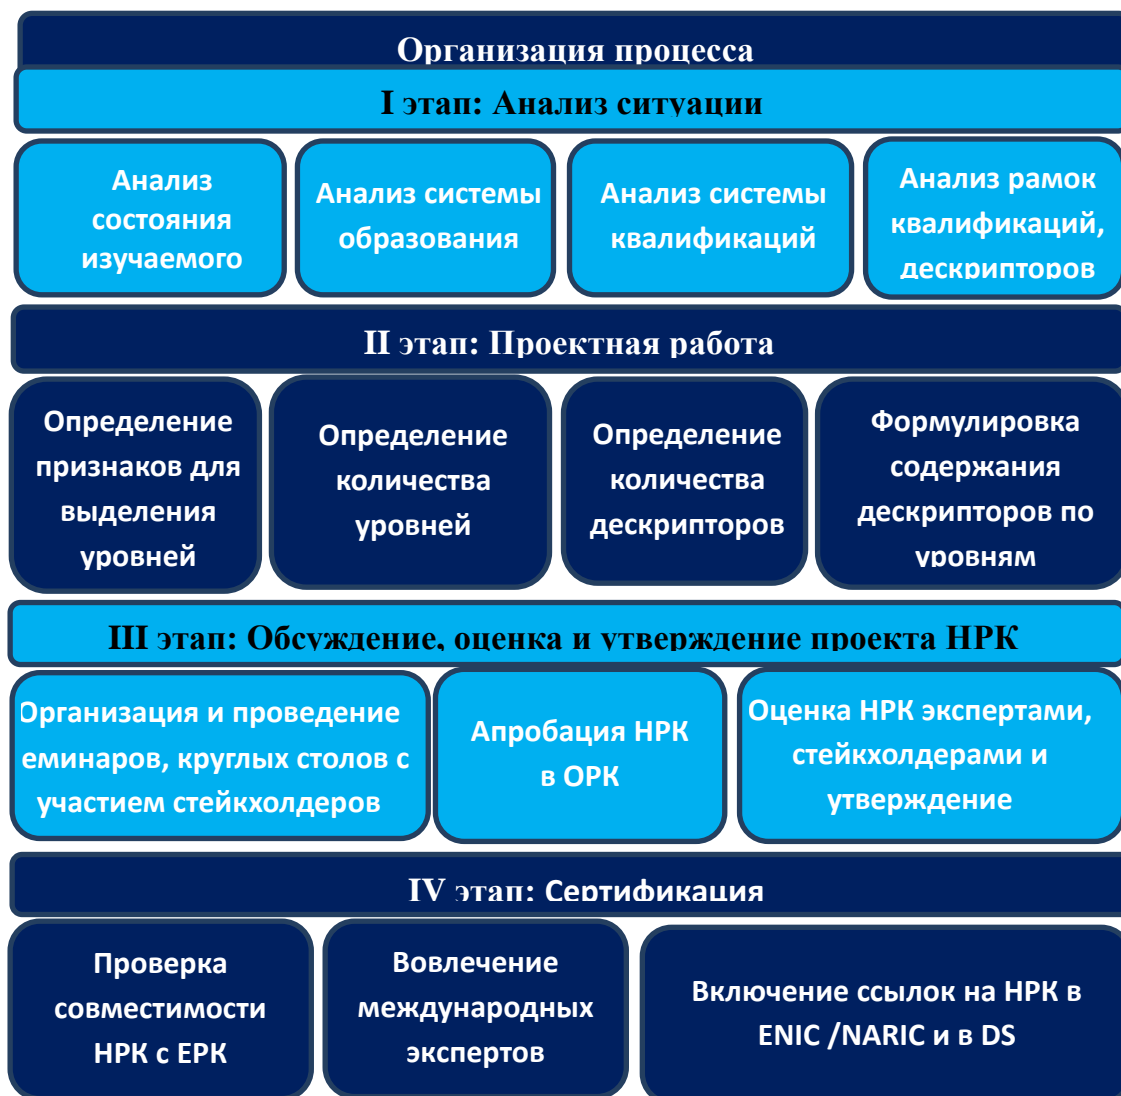 Организация процесса
I этап: Анализ ситуации
Анализ
состояния
изучаемого
Анализ системы
образования
Анализ системы
квалификаций
Анализ рамок
квалификаций,
дескрипторов
II этап: Проектная работа
Определение
признаков для
выделения
уровней
Определение
количества
уровней
Определение
количества
дескрипторов
Формулировка
содержания
дескрипторов по
уровням
III этап: Обсуждение, оценка и утверждение проекта НРК
Организация и проведение
еминаров, круглых столов с
участием стейкхолдеров
Апробация НРК
в ОРК
Оценка НРК экспертами,
стейкхолдерами и
утверждение
IV этап: Сертификация
Проверка
совместимости
НРК с ЕРК
Вовлечение
международных
экспертов
Включение ссылок на НРК в
ENIC /NARIC и в DS